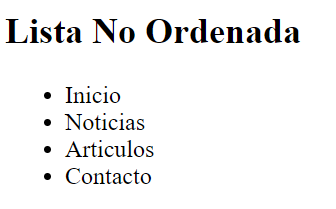 Lista No Ordenada
Inicio
Noticias
Articulos
Contacto